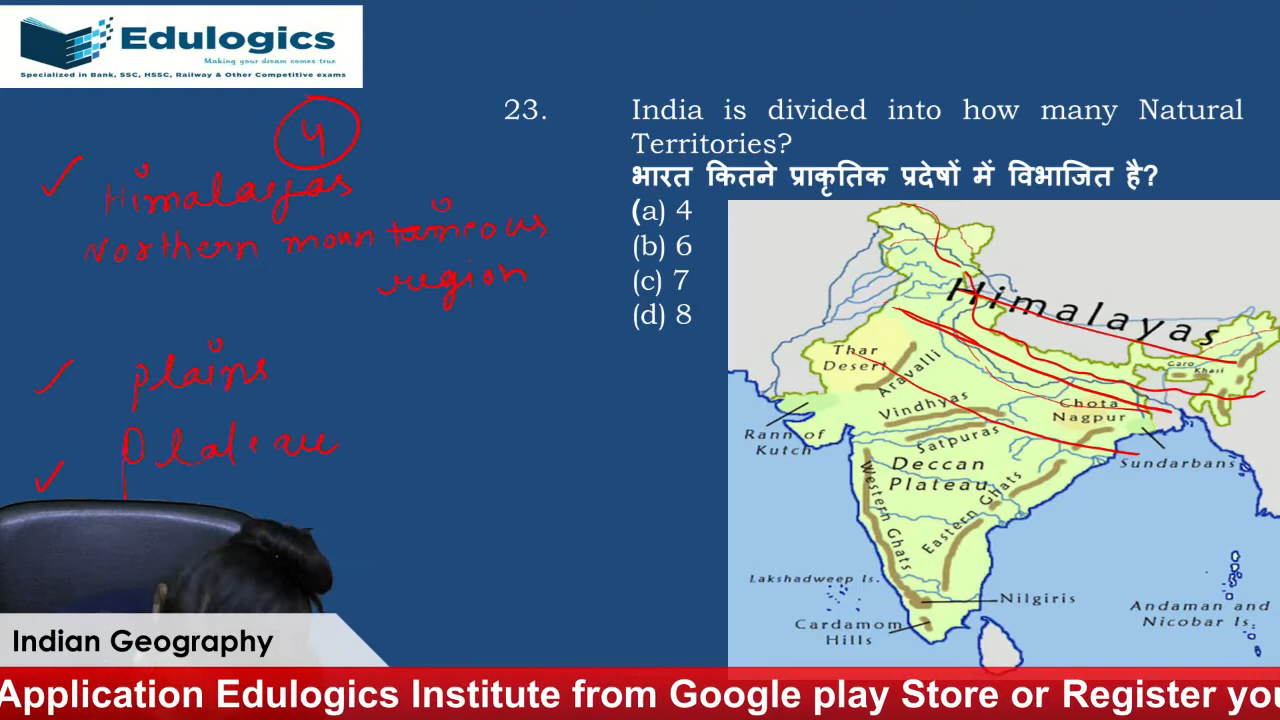 Edulogics
Making your dream comes true
Specialized in Bank, SSC, HSSC, Railway & Other Competitive exams
4
Himalayas
Northern mountaineous
region
plains
Plateau
23. India is divided into how many Natural
Territories?
भारत कितने प्राकृतिक प्रदेषों में विभाजित है?
(a) 4
(b) 6
(c) 7
(d) 8
Himalayas
Thar
Desert
Aravalli
Garo
Khasi
Vindhyas
Chota
Nagpur
Rann of
Kutch
Satpuras
Sundarbans
Deccan
Plateau
Western Ghats
Eastern Ghats
Lakshadweep Is.
Nilgiris
Andaman and
Nicobar Is.
Cardamom
Hills
Indian Geography
Application Edulogics Institute from Google play Store or Register you